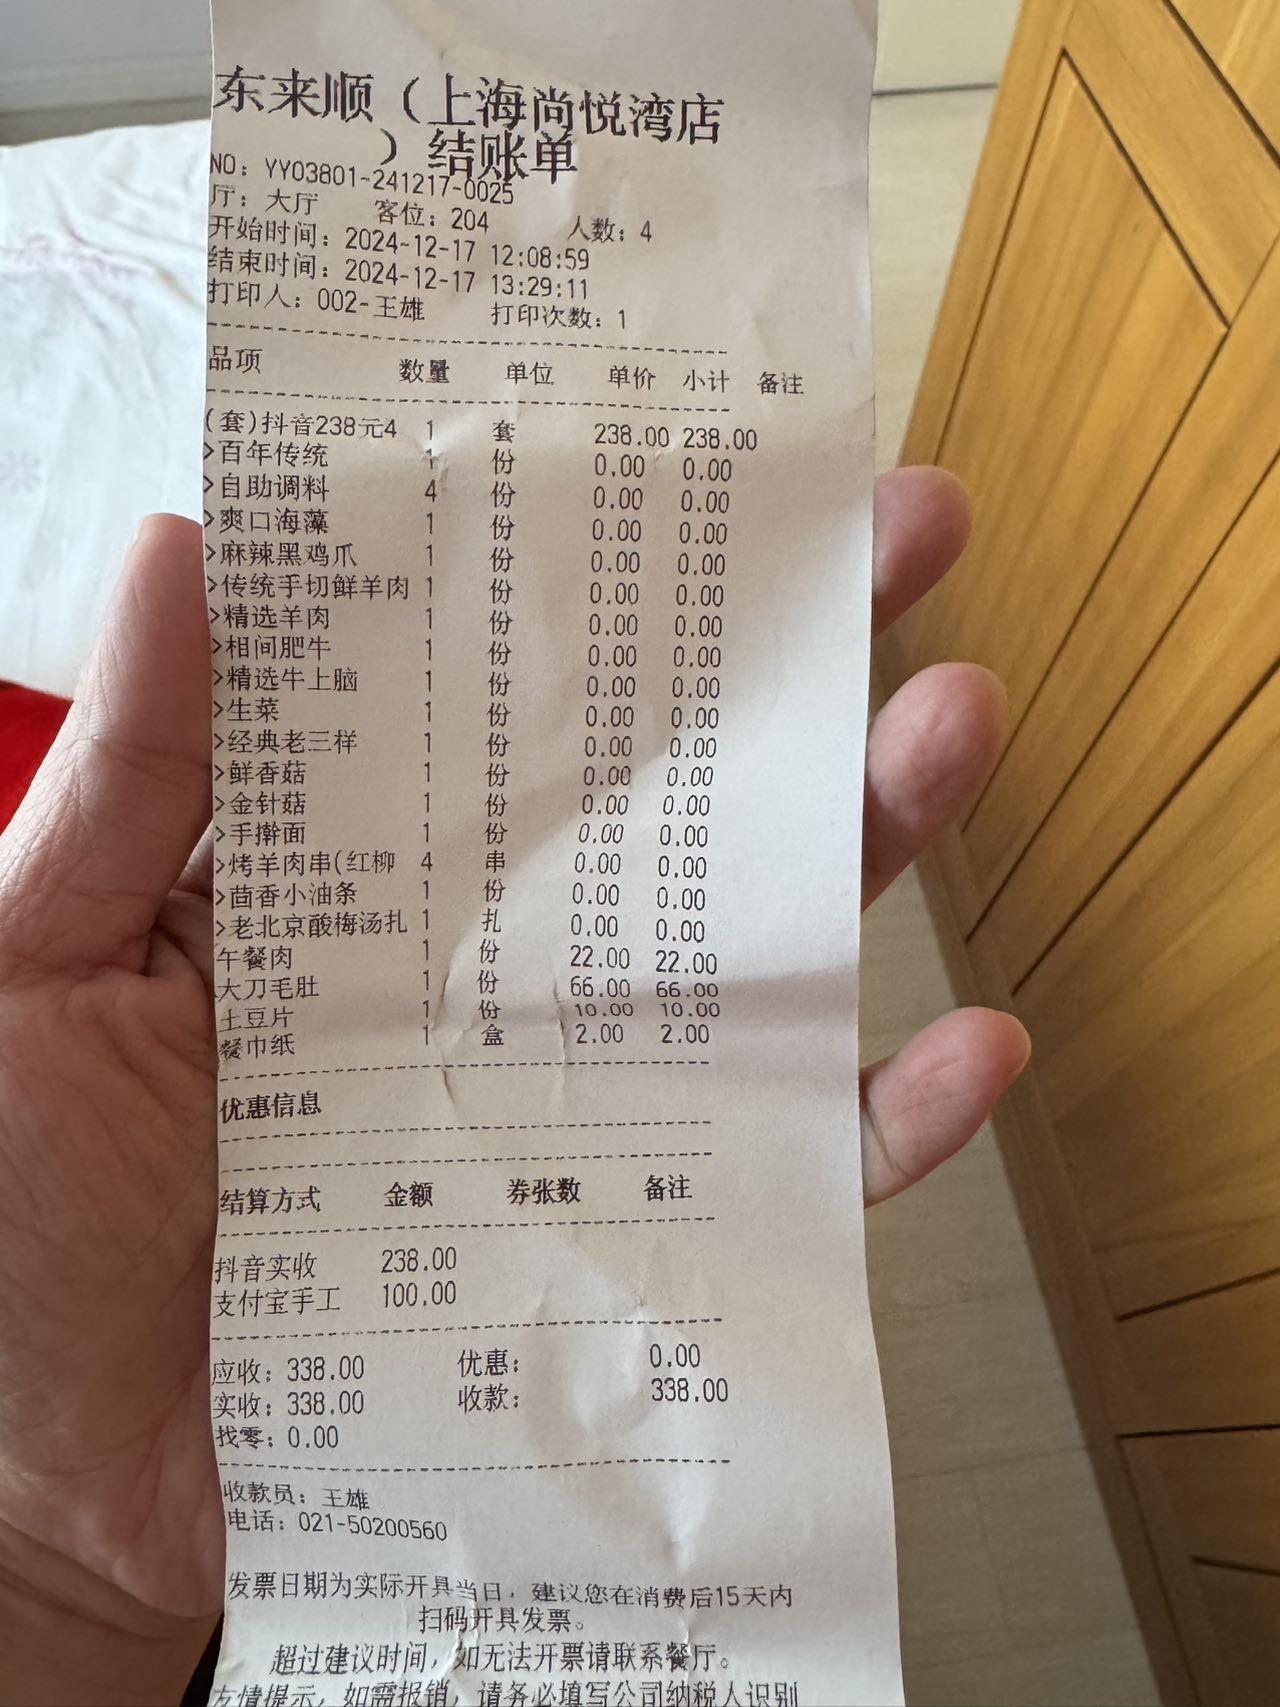 东来顺（上海尚悦湾店
）结账单
NO：YY03801-241217-0025
厅：大厅 客位：204 人数：4
开始时间：2024-12-17 12:08:59
结束时间：2024-12-17 13:29:11
打印人：002-王雄 打印次数：1
品项 数量 单位 单价 小计 备注
(套)抖音238元4 1 套 238.00 238.00
>百年传统 1 份 0.00 0.00
>自助调料 4 份 0.00 0.00
>爽口海藻 1 份 0.00 0.00
>麻辣黑鸡爪 1 份 0.00 0.00
>传统手切鲜羊肉 1 份 0.00 0.00
>精选羊肉 1 份 0.00 0.00
>相间肥牛 1 份 0.00 0.00
>精选牛上脑 1 份 0.00 0.00
>生菜 1 份 0.00 0.00
>经典老三样 1 份 0.00 0.00
>鲜香菇 1 份 0.00 0.00
>金针菇 1 份 0.00 0.00
>手擀面 1 份 0.00 0.00
>烤羊肉串(红柳 4 串 0.00 0.00
>茴香小油条 1 份 0.00 0.00
>老北京酸梅汤扎 1 扎 0.00 0.00
午餐肉 1 份 22.00 22.00
大刀毛肚 1 份 66.00 66.00
土豆片 1 份 10.00 10.00
餐巾纸 1 盒 2.00 2.00
优惠信息
结算方式 金额 券张数 备注
抖音实收 238.00
支付宝手工 100.00
应收：338.00 优惠： 0.00
实收：338.00 收款： 338.00
找零：0.00
收款员：王雄
电话：021-50200560
发票日期为实际开具当日，建议您在消费后15天内
扫码开具发票。
超过建议时间，如无法开票请联系餐厅。
友情提示，如需报销，请务必填写公司纳税人识别